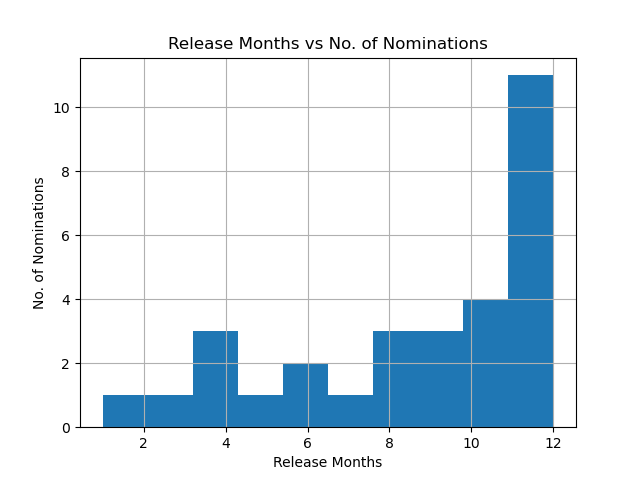 Release Months vs No. of Nominations
No. of Nominations
10
8
6
4
2
0
2 4 6 8 10 12
Release Months